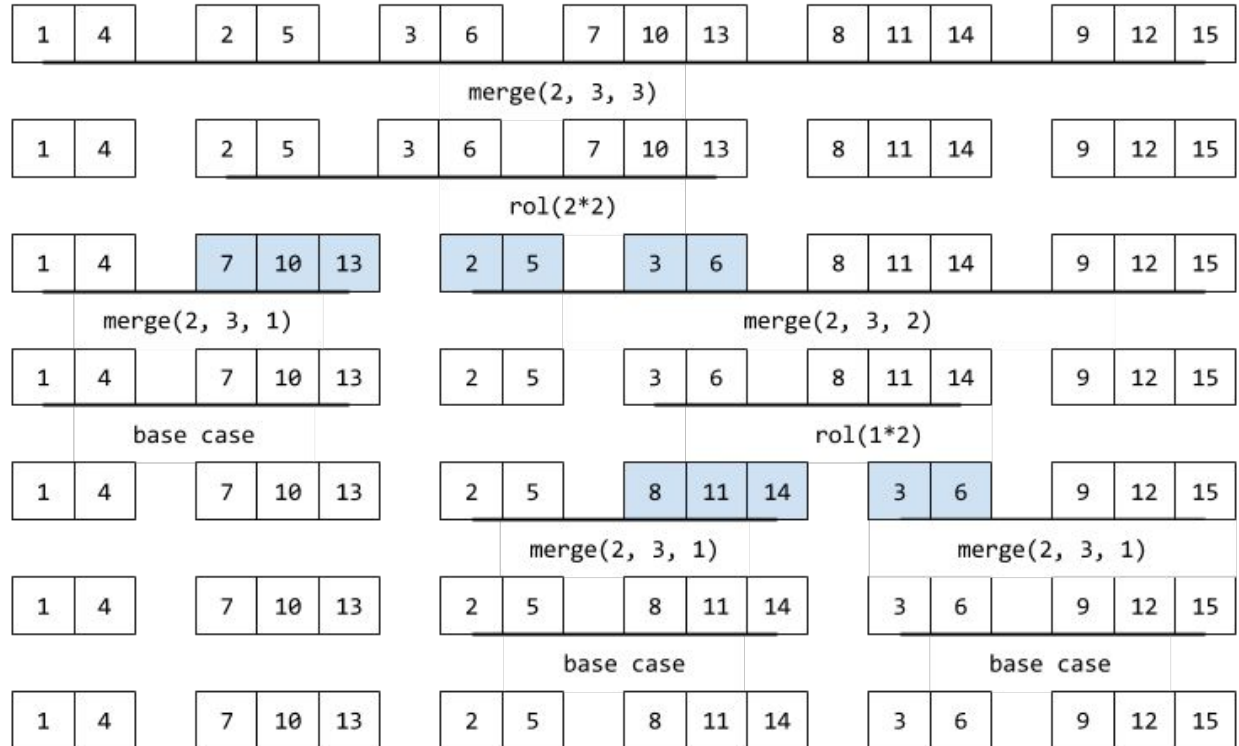 1 4 2 5 3 6 7 10 13 8 11 14 9 12 15
merge(2, 3, 3)
1 4 2 5 3 6 7 10 13 8 11 14 9 12 15
rol(2*2)
1 4 7 10 13 2 5 3 6 8 11 14 9 12 15
merge(2, 3, 1) merge(2, 3, 2)
1 4 7 10 13 2 5 3 6 8 11 14 9 12 15
base case rol(1*2)
1 4 7 10 13 2 5 8 11 14 3 6 9 12 15
merge(2, 3, 1) merge(2, 3, 1)
1 4 7 10 13 2 5 8 11 14 3 6 9 12 15
base case base case
1 4 7 10 13 2 5 8 11 14 3 6 9 12 15